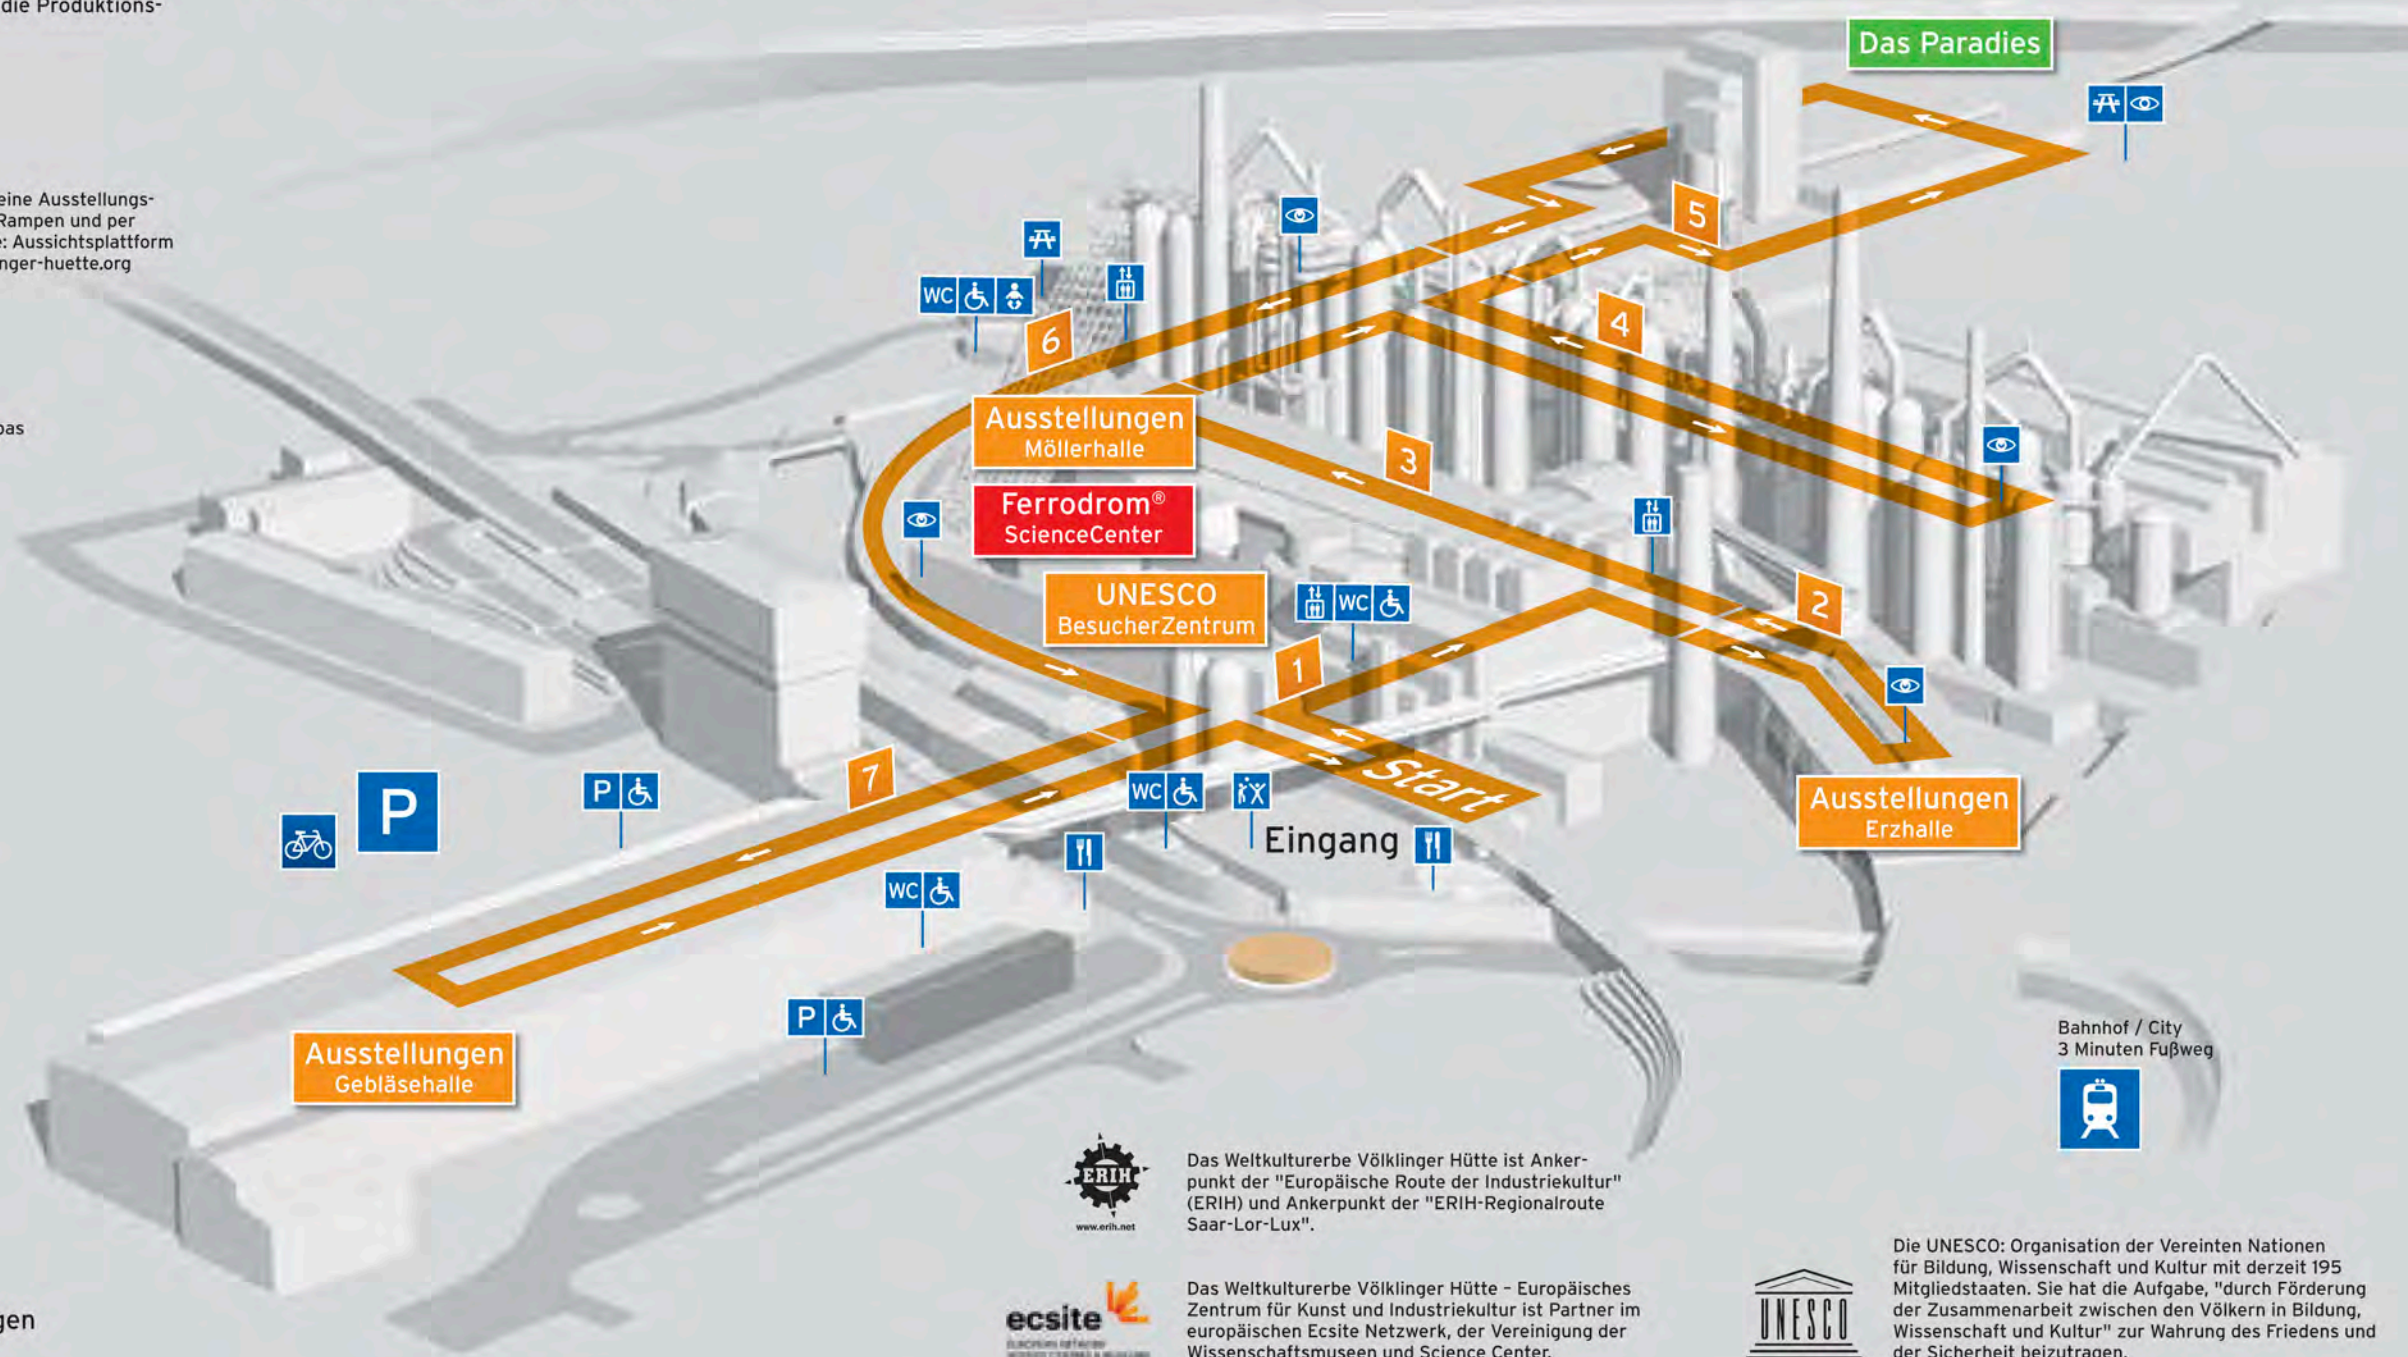 die Produktions-
eine Ausstellungs-
Rampen und per
e: Aussichtsplattform
nger-huette.org
pas
gen
Das Paradies
5
4
6
WC
Ausstellungen
Möllerhalle
3
Ferrodrom®
ScienceCenter
UNESCO
BesucherZentrum
WC
2
1
7
Start
P
P
WC
Eingang
WC
Ausstellungen
Erzhalle
P
Ausstellungen
Gebläsehalle
Bahnhof / City
3 Minuten Fußweg
ERIH
www.erih.net
Das Weltkulturerbe Völklinger Hütte ist Anker-
punkt der "Europäische Route der Industriekultur"
(ERIH) und Ankerpunkt der "ERIH-Regionalroute
Saar-Lor-Lux".
ecsite
Das Weltkulturerbe Völklinger Hütte – Europäisches
Zentrum für Kunst und Industriekultur ist Partner im
europäischen Ecsite Netzwerk, der Vereinigung der
Wissenschaftsmuseen und Science Center.
UNESCO
Die UNESCO: Organisation der Vereinten Nationen
für Bildung, Wissenschaft und Kultur mit derzeit 195
Mitgliedstaaten. Sie hat die Aufgabe, "durch Förderung
der Zusammenarbeit zwischen den Völkern in Bildung,
Wissenschaft und Kultur" zur Wahrung des Friedens und
der Sicherheit beizutragen.